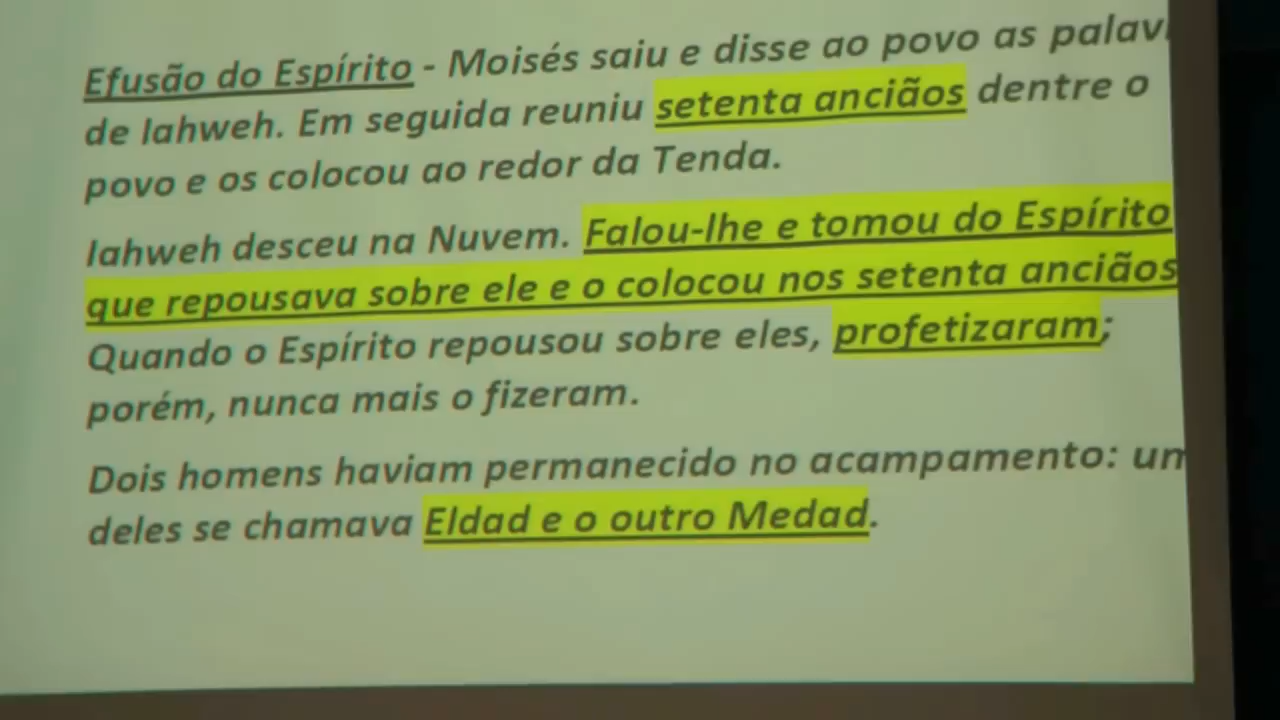 Efusão do Espírito - Moisés saiu e disse ao povo as
de Iahweh. Em seguida reuniu setenta anciãos dentre o
povo e os colocou ao redor da Tenda.
Iahweh desceu na Nuvem. Falou-lhe e tomou do Espírito
que repousava sobre ele e o colocou nos setenta anciãos
Quando o Espírito repousou sobre eles, profetizaram;
porém, nunca mais o fizeram.
Dois homens haviam permanecido no acampamento:
deles se chamava Eldad e o outro Medad.